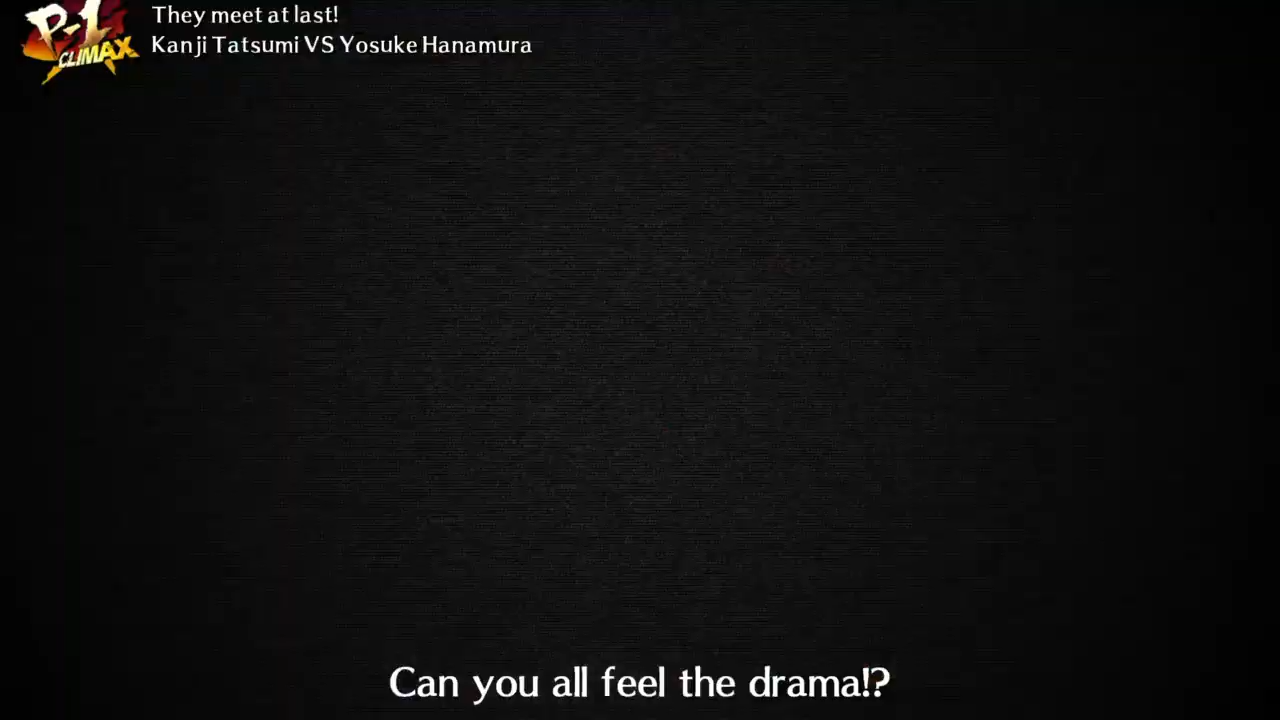 P-1
CLIMAX
They meet at last!
Kanji Tatsumi VS Yosuke Hanamura
Can you all feel the drama!?